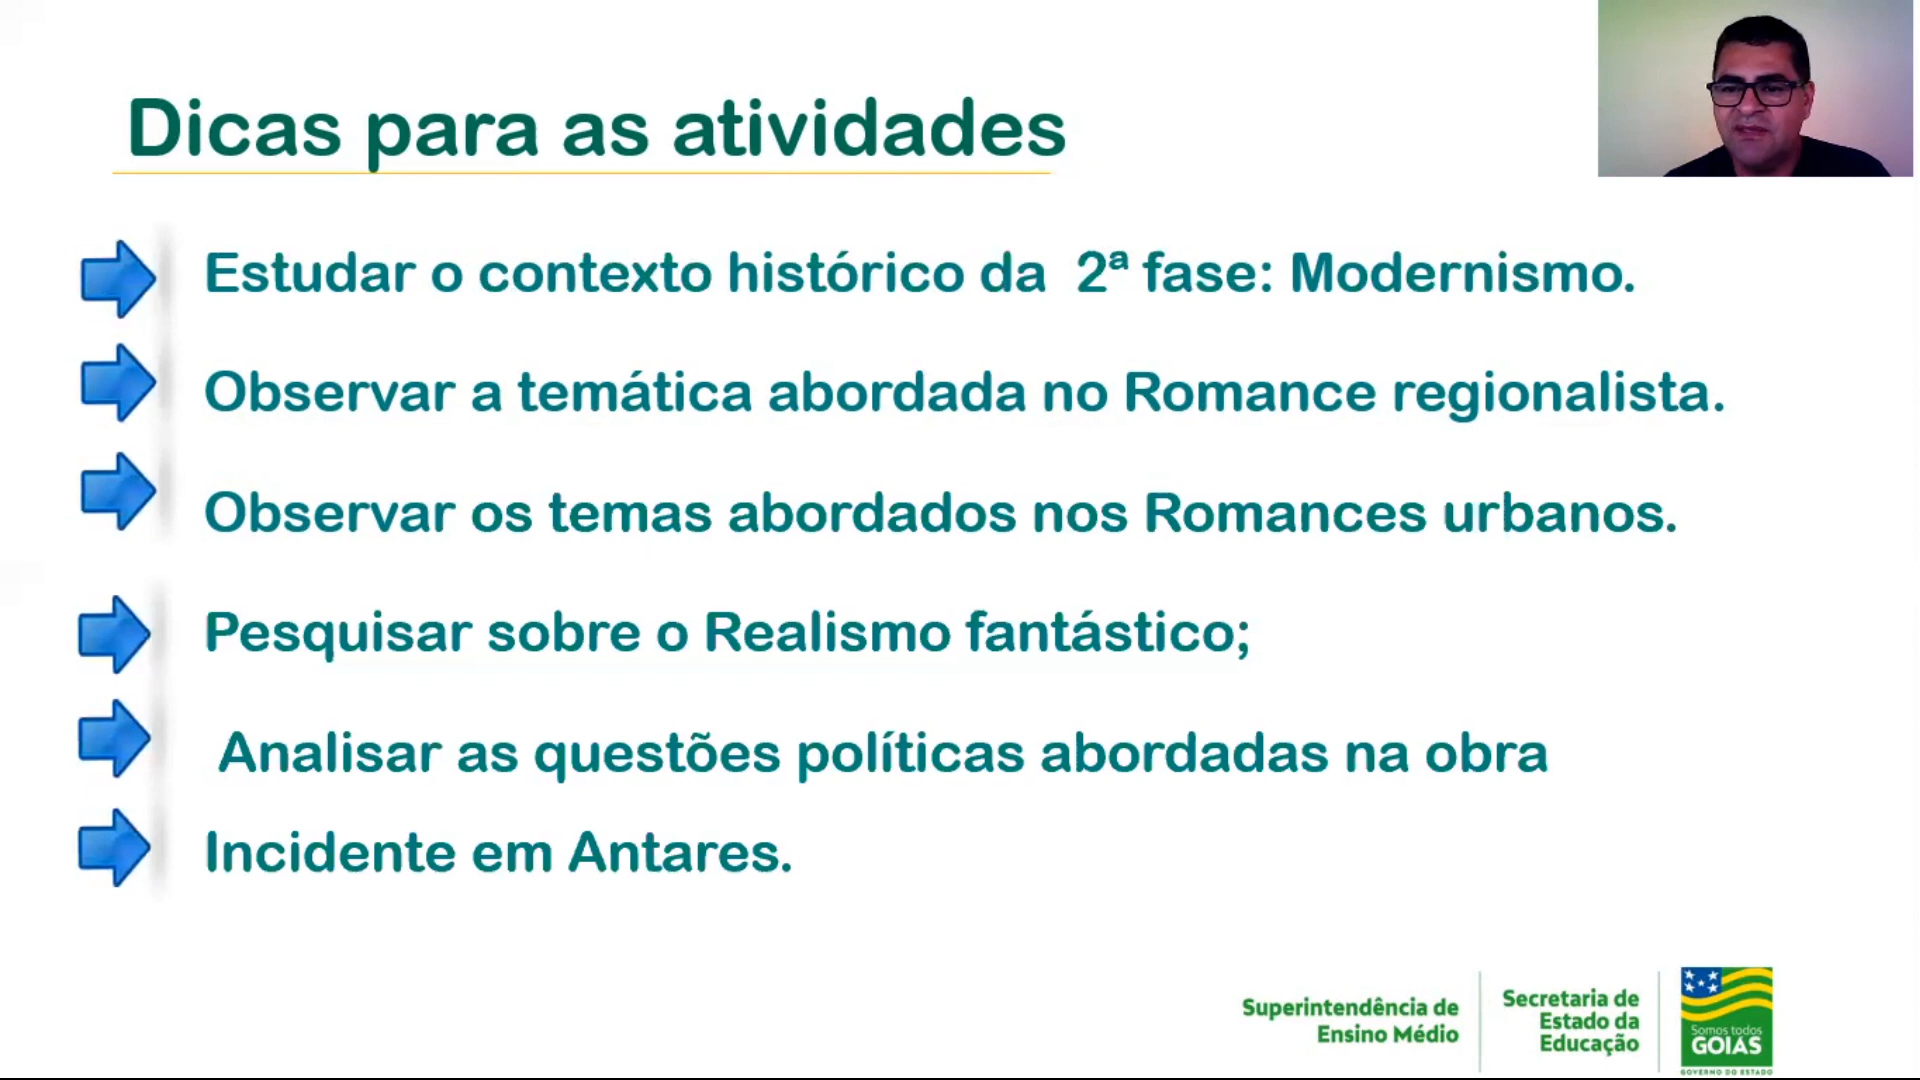 Dicas para as atividades
Estudar o contexto histórico da 2ª fase: Modernismo.
Observar a temática abordada no Romance regionalista.
Observar os temas abordados nos Romances urbanos.
Pesquisar sobre o Realismo fantástico;
Analisar as questões políticas abordadas na obra
Incidente em Antares.
Superintendência de
Ensino Médio
Secretaria de
Estado da
Educação
Somos todos
GOIÁS
GOVERNO DO ESTADO